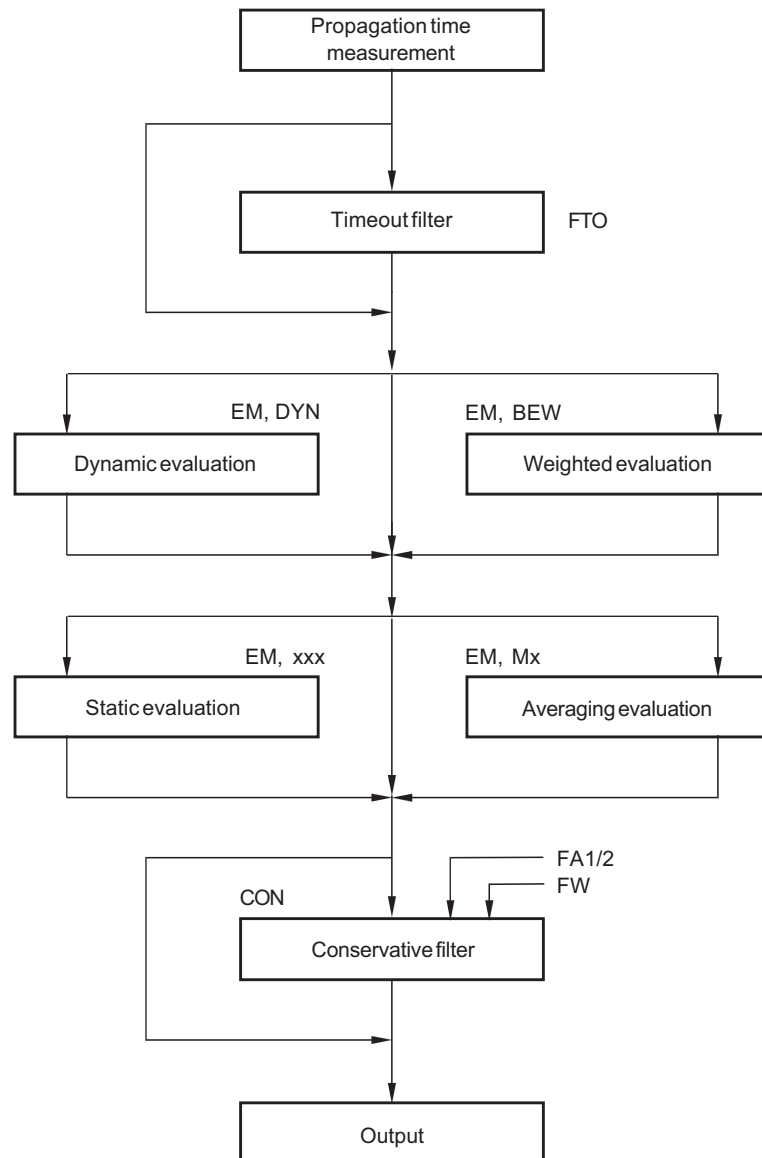 Propagation time
measurement
Timeout filter
FTO
EM, DYN
EM, BEW
Dynamic evaluation
Weighted evaluation
EM, xxx
EM, Mx
Static evaluation
Averaging evaluation
FA1/2
FW
CON
Conservative filter
Output